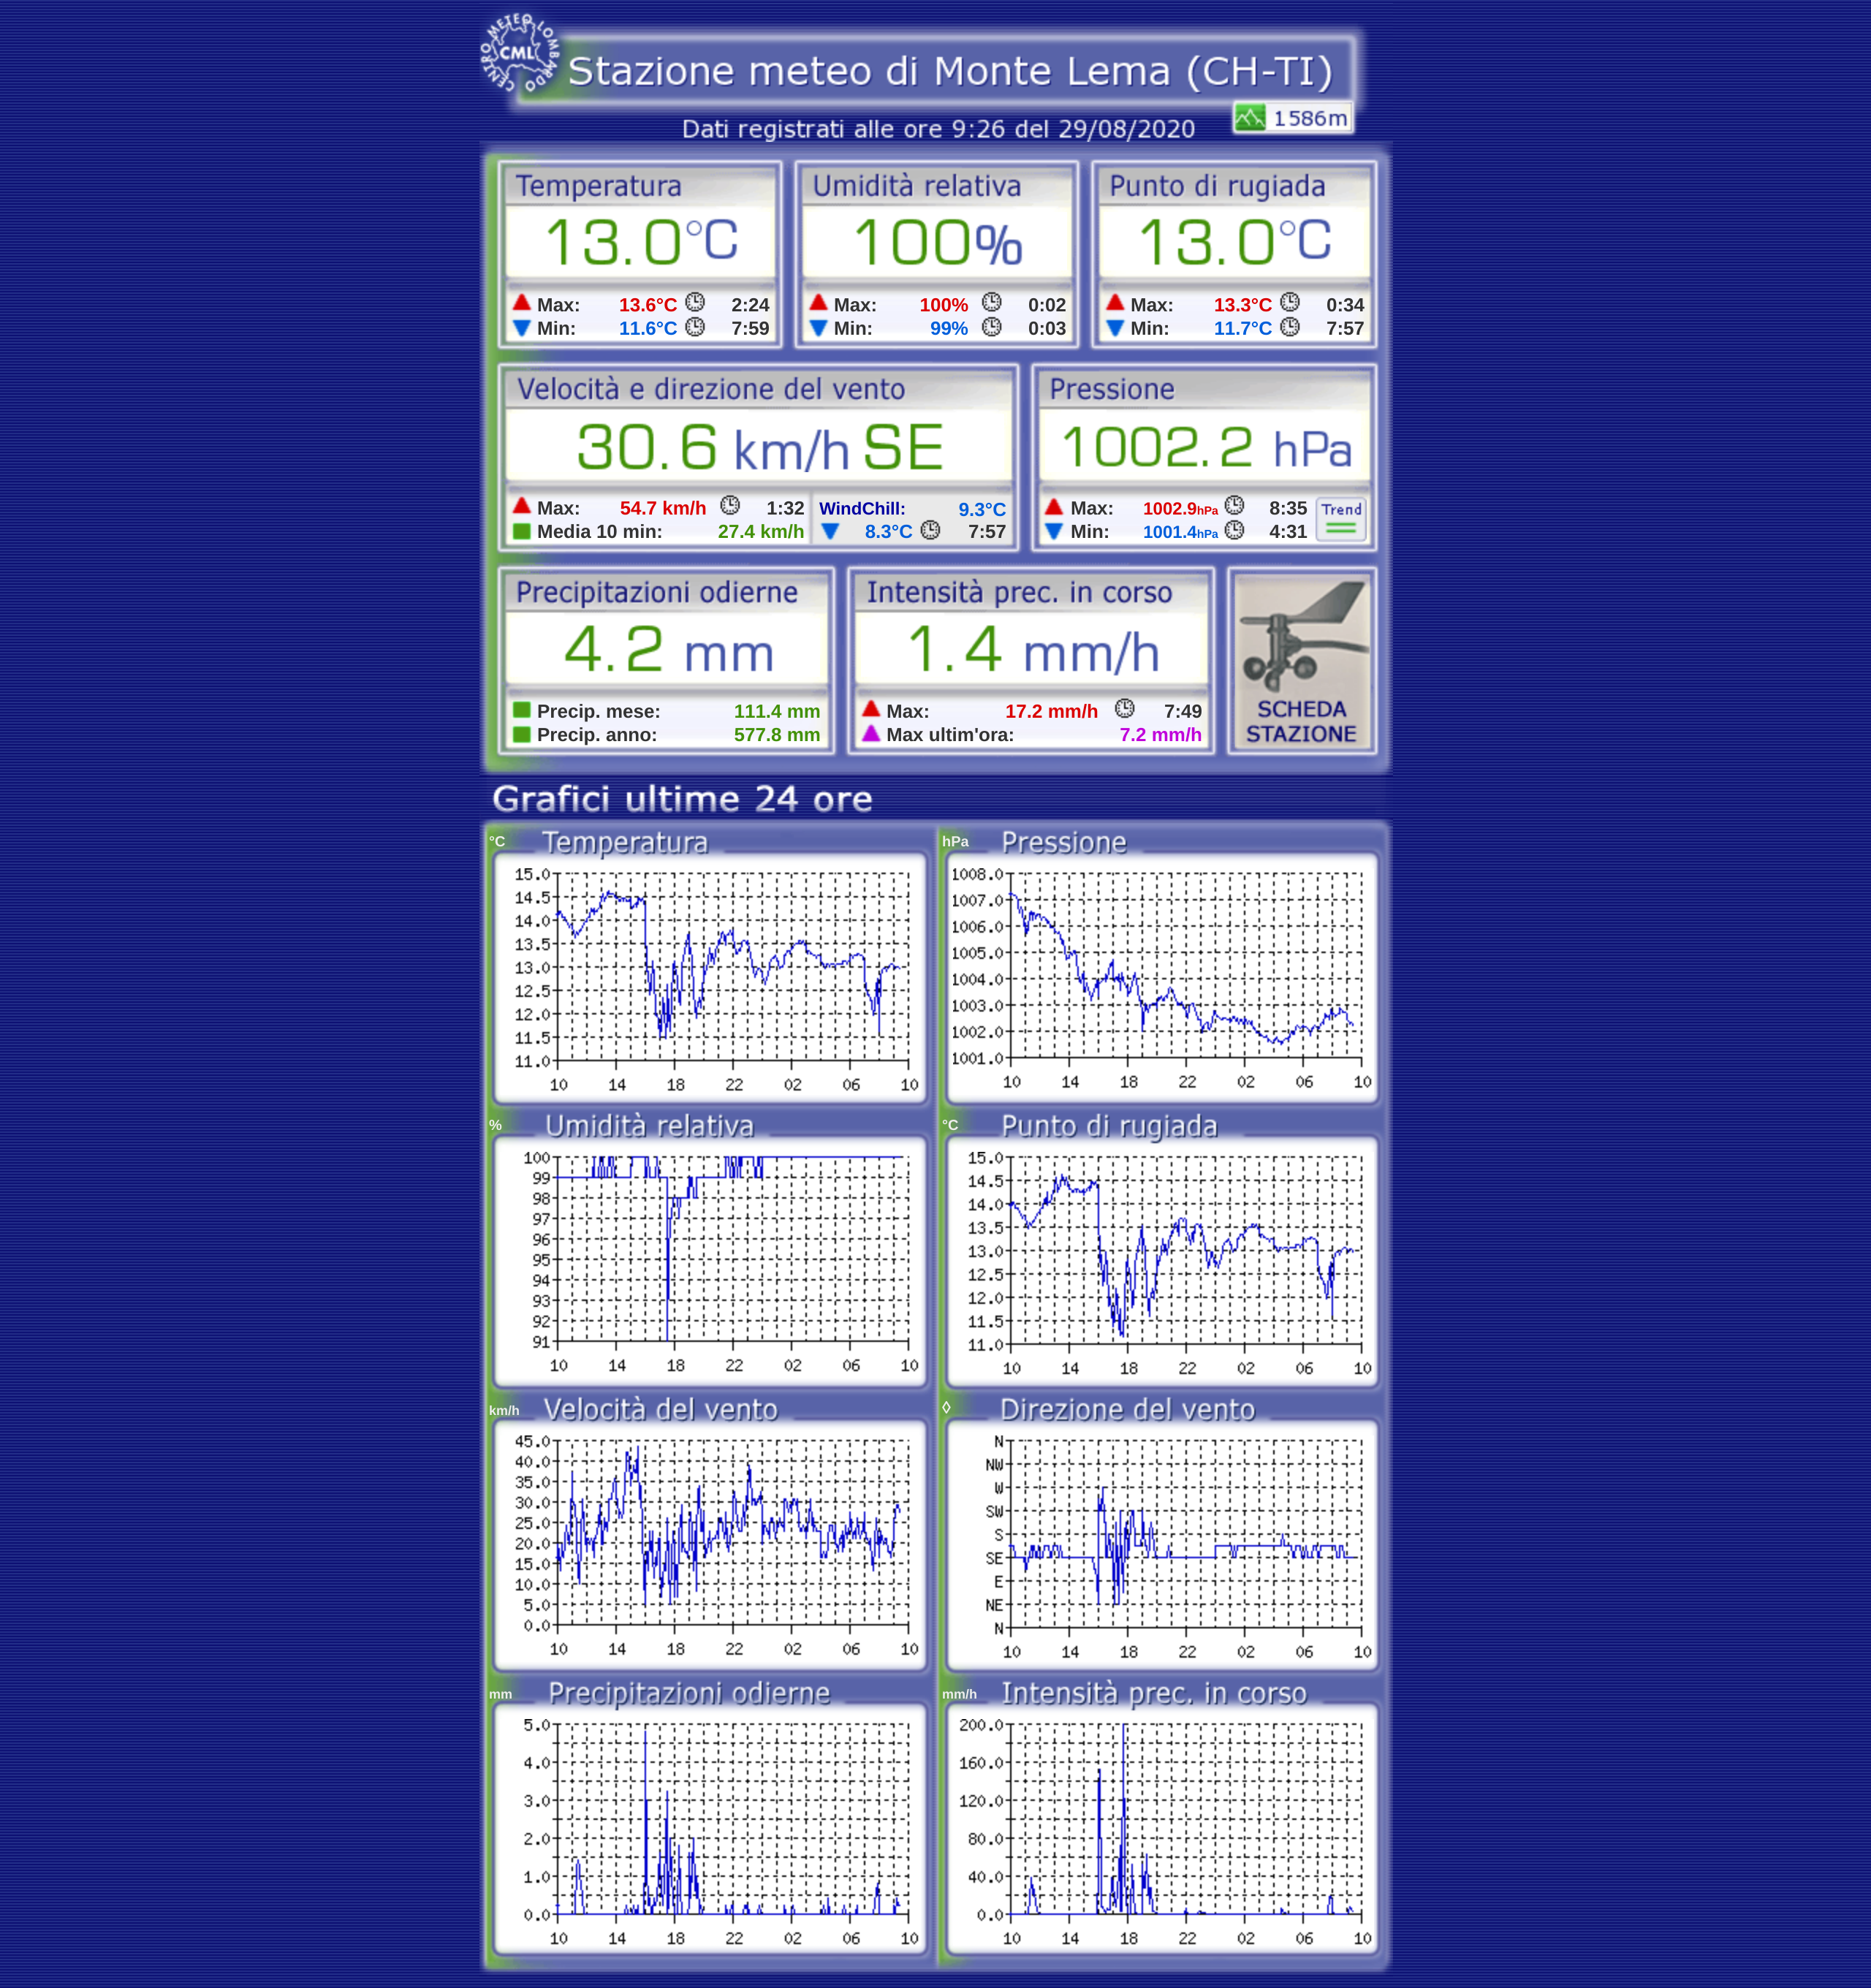 CENTRO METEO LOMBARDO
CML
Stazione meteo di Monte Lema (CH-TI)
1586m
Dati registrati alle ore 9:26 del 29/08/2020
Temperatura
13.0°C
Max: 13.6°C 2:24
Min: 11.6°C 7:59
Umidità relativa
100%
Max: 100% 0:02
Min: 99% 0:03
Punto di rugiada
13.0°C
Max: 13.3°C 0:34
Min: 11.7°C 7:57
Velocità e direzione del vento
30.6 km/h SE
Max: 54.7 km/h 1:32
Media 10 min: 27.4 km/h
WindChill: 9.3°C
8.3°C 7:57
Pressione
1002.2 hPa
Max: 1002.9hPa 8:35
Min: 1001.4hPa 4:31
Trend
Precipitazioni odierne
4.2 mm
Precip. mese: 111.4 mm
Precip. anno: 577.8 mm
Intensità prec. in corso
1.4 mm/h
Max: 17.2 mm/h 7:49
Max ultim'ora: 7.2 mm/h
SCHEDA
STAZIONE
Grafici ultime 24 ore
°C Temperatura
15.0
14.5
14.0
13.5
13.0
12.5
12.0
11.5
11.0
10 14 18 22 02 06 10
hPa Pressione
1008.0
1007.0
1006.0
1005.0
1004.0
1003.0
1002.0
1001.0
10 14 18 22 02 06 10
% Umidità relativa
100
99
98
97
96
95
94
93
92
91
10 14 18 22 02 06 10
°C Punto di rugiada
15.0
14.5
14.0
13.5
13.0
12.5
12.0
11.5
11.0
10 14 18 22 02 06 10
km/h Velocità del vento
45.0
40.0
35.0
30.0
25.0
20.0
15.0
10.0
5.0
0.0
10 14 18 22 02 06 10
◊ Direzione del vento
N
NW
W
SW
S
SE
E
NE
N
10 14 18 22 02 06 10
mm Precipitazioni odierne
5.0
4.0
3.0
2.0
1.0
0.0
10 14 18 22 02 06 10
mm/h Intensità prec. in corso
200.0
160.0
120.0
80.0
40.0
0.0
10 14 18 22 02 06 10